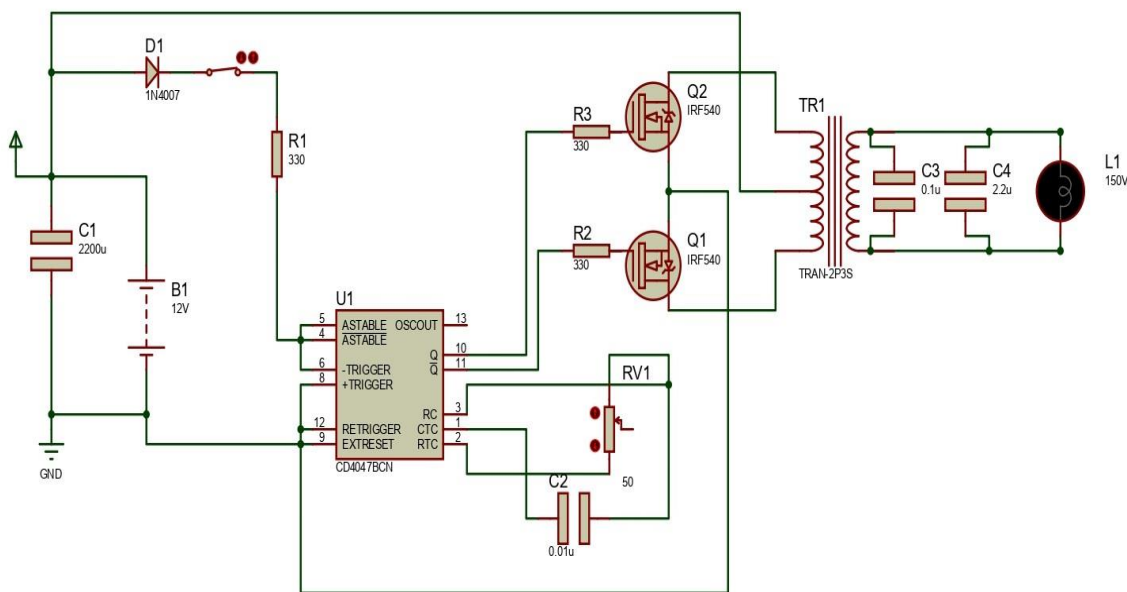 D1
1N4007
R1
330
C1
2200u
B1
12V
GND
U1
5
ASTABLE
4
ASTABLE
6
-TRIGGER
8
+TRIGGER
12
RETRIGGER
9
EXTRESET
OSCOUT
13
Q
10
Q
11
RC
3
CTC
1
RTC
2
CD4047BCN
R3
330
Q2
IRF540
R2
330
Q1
IRF540
RV1
50
C2
0.01u
TR1
TRAN-2P3S
C3
0.1u
C4
2.2u
L1
150V